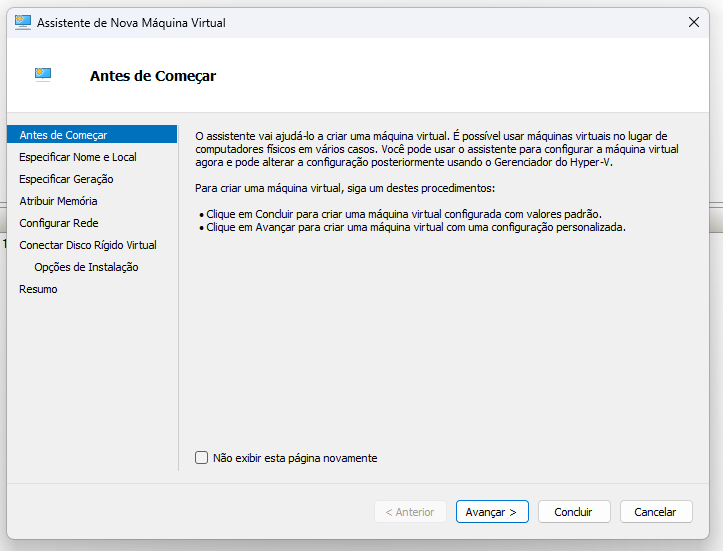 Assistente de Nova Máquina Virtual
Antes de Começar
Antes de Começar
Especificar Nome e Local
Especificar Geração
Atribuir Memória
Configurar Rede
Conectar Disco Rígido Virtual
Opções de Instalação
Resumo
O assistente vai ajudá-lo a criar uma máquina virtual. É possível usar máquinas virtuais no lugar de
computadores físicos em vários casos. Você pode usar o assistente para configurar a máquina virtual
agora e pode alterar a configuração posteriormente usando o Gerenciador do Hyper-V.
Para criar uma máquina virtual, siga um destes procedimentos:
• Clique em Concluir para criar uma máquina virtual configurada com valores padrão.
• Clique em Avançar para criar uma máquina virtual com uma configuração personalizada.
Não exibir esta página novamente
< Anterior
Avançar >
Concluir
Cancelar